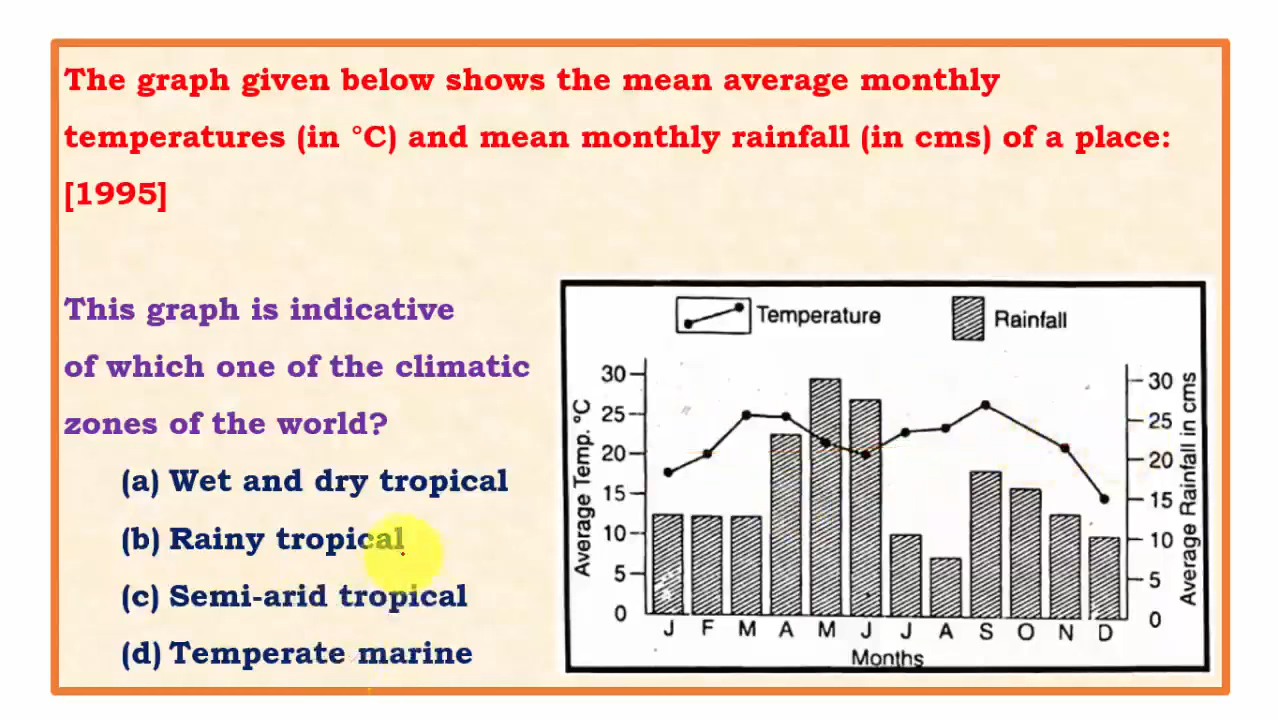 The graph given below shows the mean average monthly
temperatures (in °C) and mean monthly rainfall (in cms) of a place:
[1995]
This graph is indicative
of which one of the climatic
zones of the world?
(a) Wet and dry tropical
(b) Rainy tropical
(c) Semi-arid tropical
(d) Temperate marine
Temperature
Rainfall
Average Temp. °C
30
25
20
15
10
5
0
J F M A M J J A S O N D
Months
30
25
20
15
10
5
0
Average Rainfall in cms